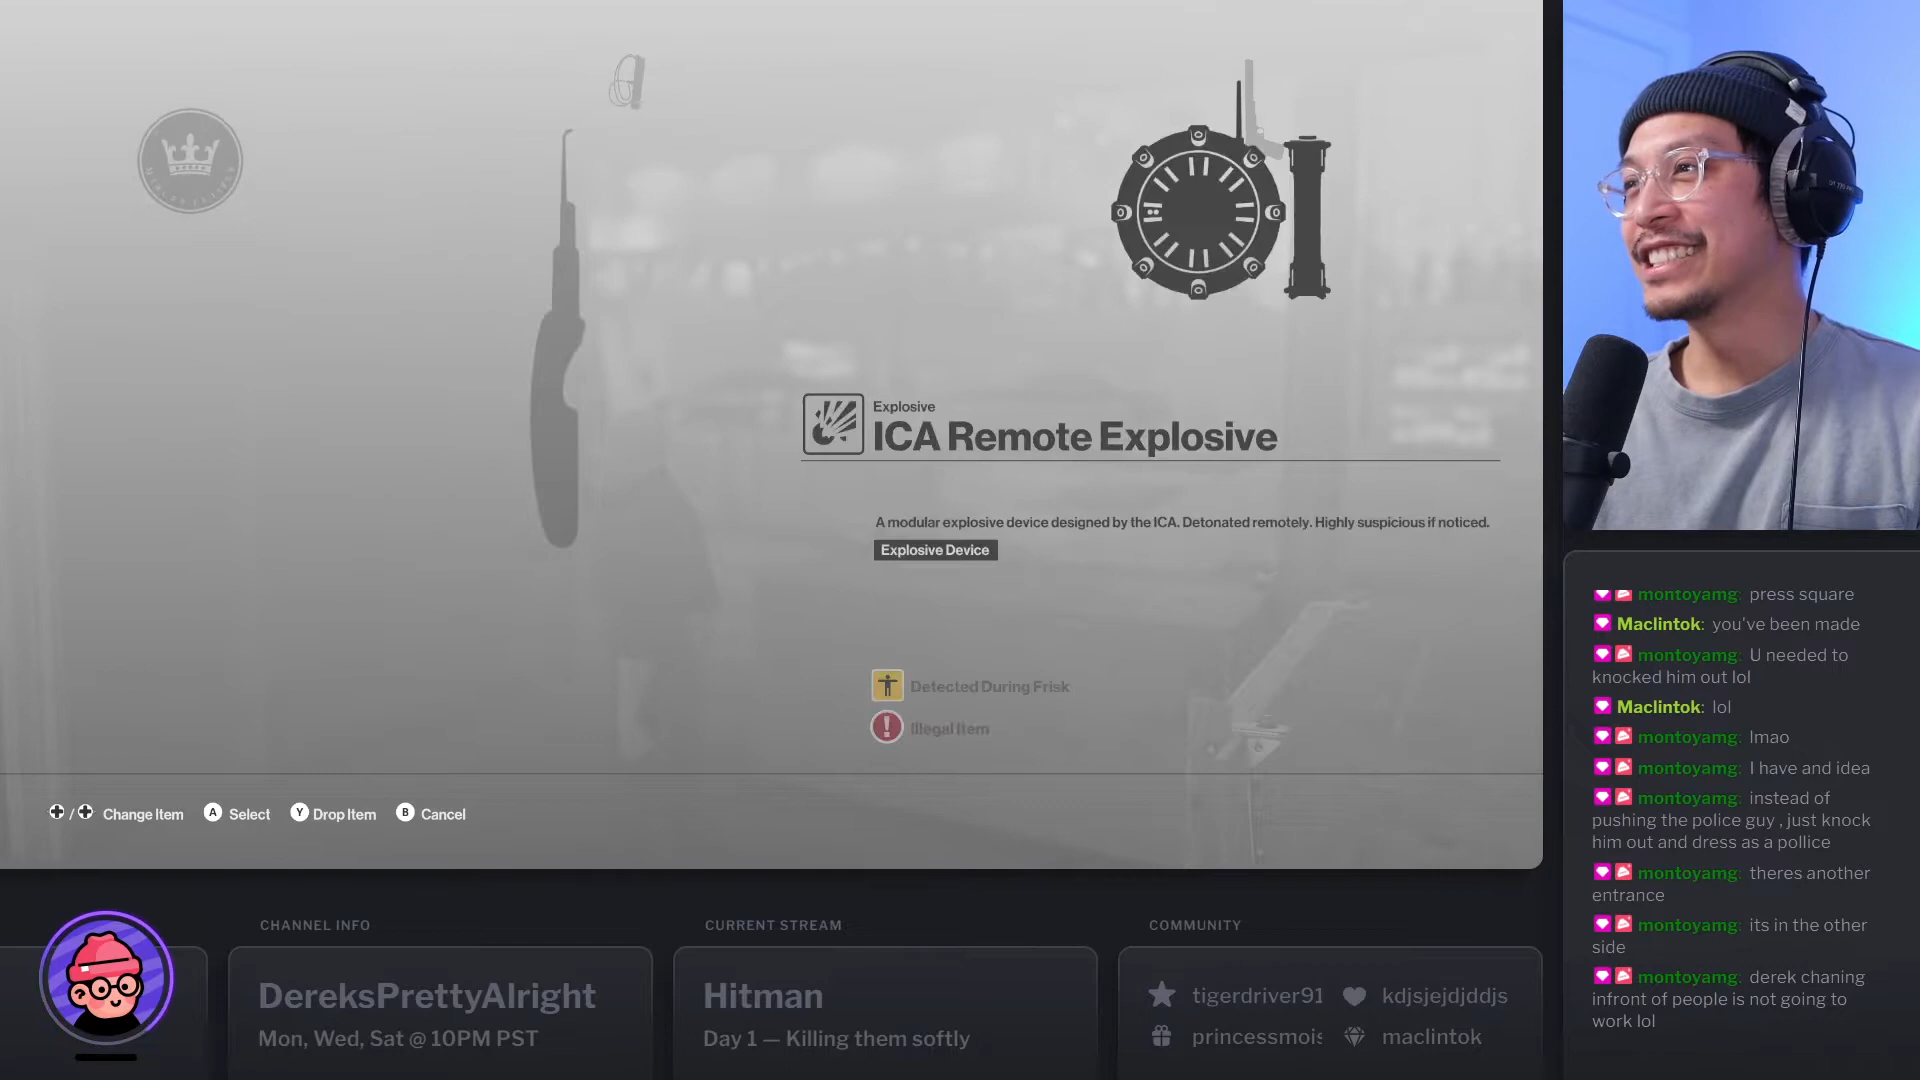 Explosive
ICA Remote Explosive
A modular explosive device designed by the ICA. Detonated remotely. Highly suspicious if noticed.
Explosive Device
Detected During Frisk
Illegal Item
/ Change Item A Select Y Drop Item B Cancel
montoyamg: press square
Maclintok: you've been made
montoyamg: U needed to
knocked him out lol
Maclintok: lol
montoyamg: lmao
montoyamg: I have and idea
montoyamg: instead of
pushing the police guy , just knock
him out and dress as a pollice
montoyamg: theres another
entrance
montoyamg: its in the other
side
montoyamg: derek chaning
infront of people is not going to
work lol
CHANNEL INFO
DereksPrettyAlright
Mon, Wed, Sat @ 10PM PST
CURRENT STREAM
Hitman
Day 1 — Killing them softly
COMMUNITY
tigerdriver91 kdjsjejdjddjs
princessmois maclintok